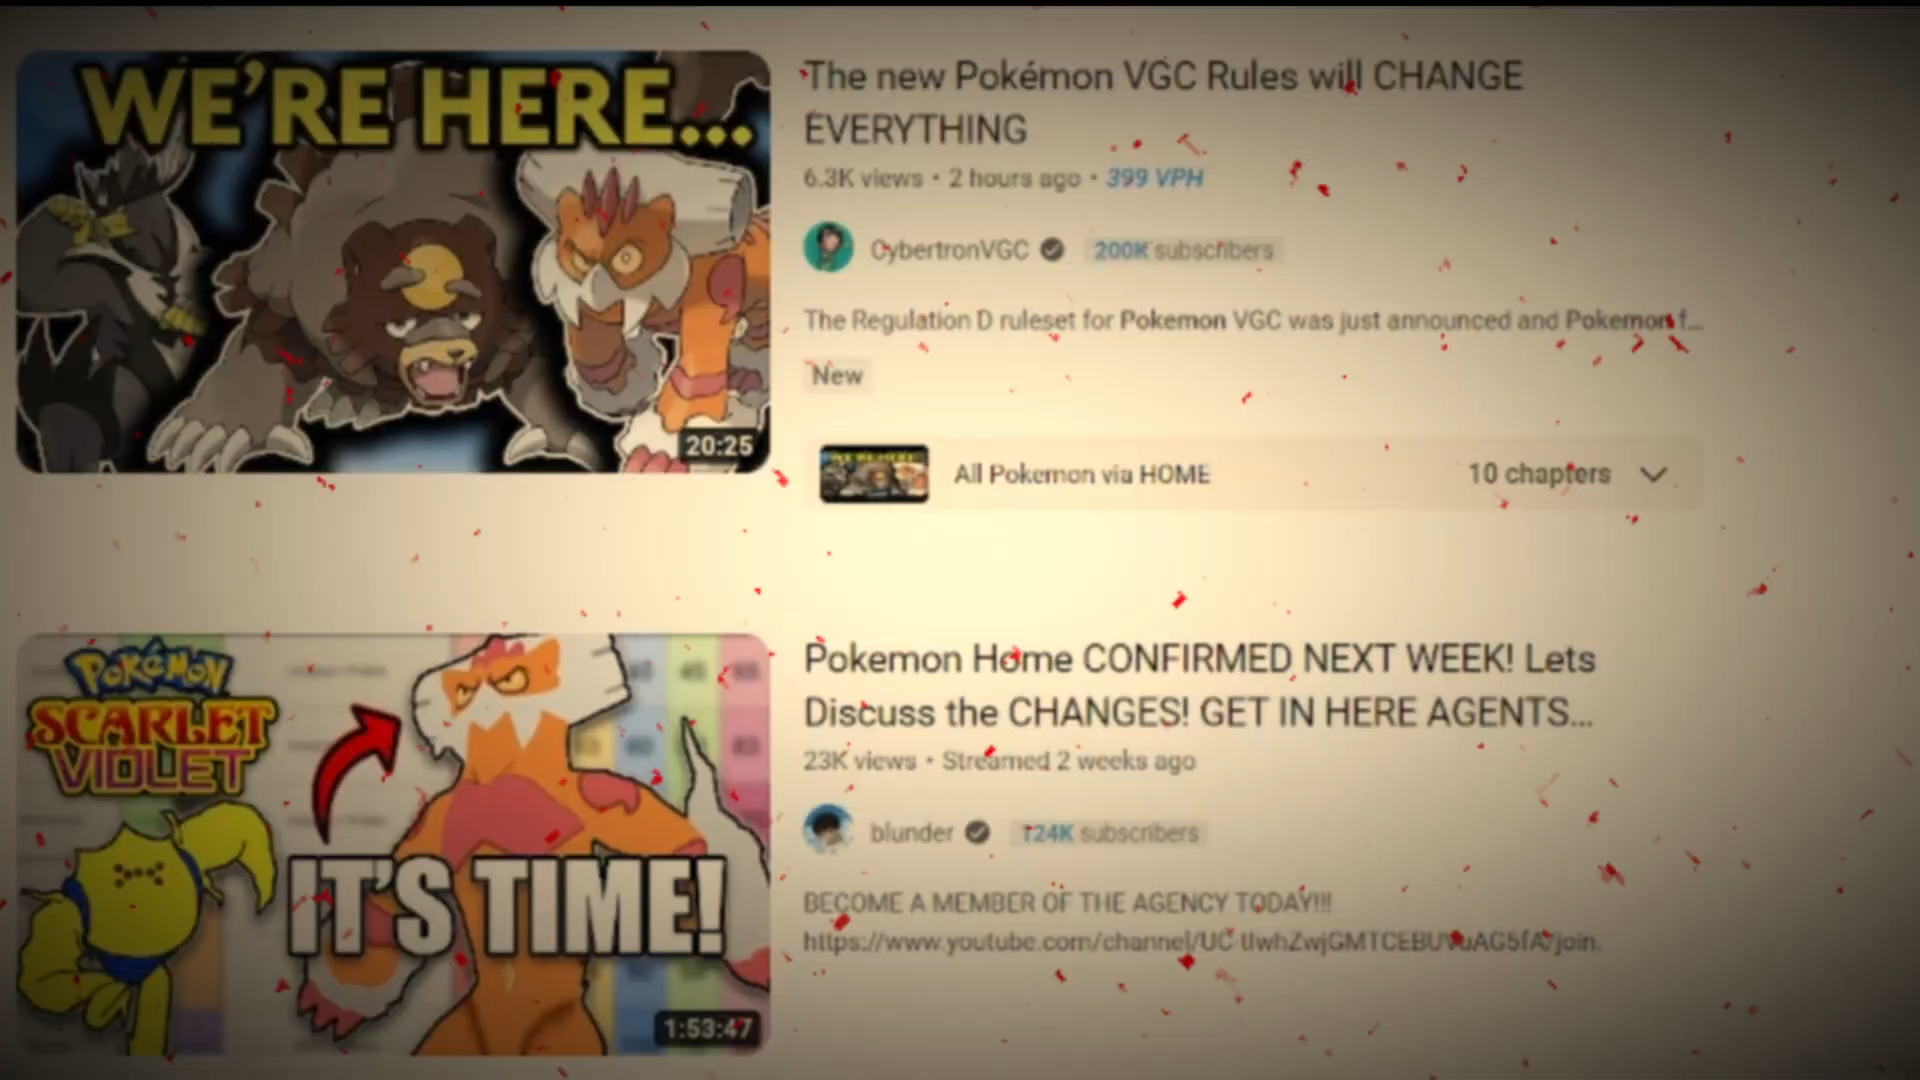 WE'RE HERE...
20:25
The new Pokémon VGC Rules will CHANGE
EVERYTHING
6.3K views • 2 hours ago • 399 VPH
CybertronVGC
200K subscribers
The Regulation D ruleset for Pokemon VGC was just announced and Pokemon f...
New
All Pokemon via HOME
10 chapters
POKÉMON
SCARLET
VIOLET
IT'S TIME!
1:53:47
Pokemon Home CONFIRMED NEXT WEEK! Lets
Discuss the CHANGES! GET IN HERE AGENTS...
23K views • Streamed 2 weeks ago
blunder
124K subscribers
BECOME A MEMBER OF THE AGENCY TODAY!!!